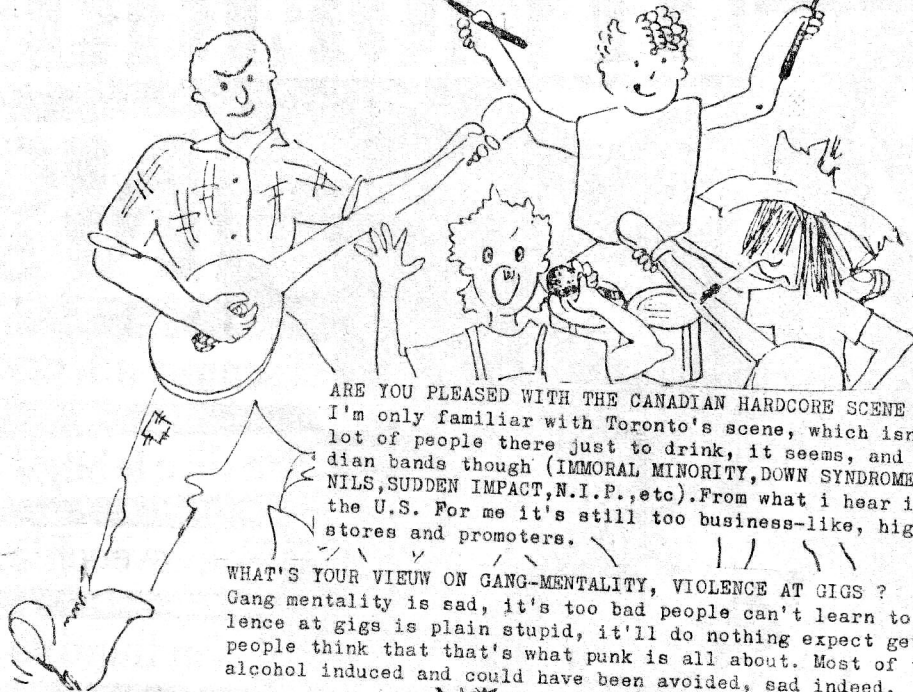 ARE YOU PLEASED WITH THE CANADIAN HARDCORE SCENE
I'm only familiar with Toronto's scene, which isn
lot of people there just to drink, it seems, and
dian bands though (IMMORAL MINORITY,DOWN SYNDROME
NILS,SUDDEN IMPACT,N.I.P.,etc).From what i hear i
the U.S. For me it's still too business-like, hig
stores and promoters.
WHAT'S YOUR VIEUW ON GANG-MENTALITY, VIOLENCE AT GIGS ?
Gang mentality is sad, it's too bad people can't learn to
lence at gigs is plain stupid, it'll do nothing expect ge
people think that that's what punk is all about. Most of
alcohol induced and could have been avoided, sad indeed.